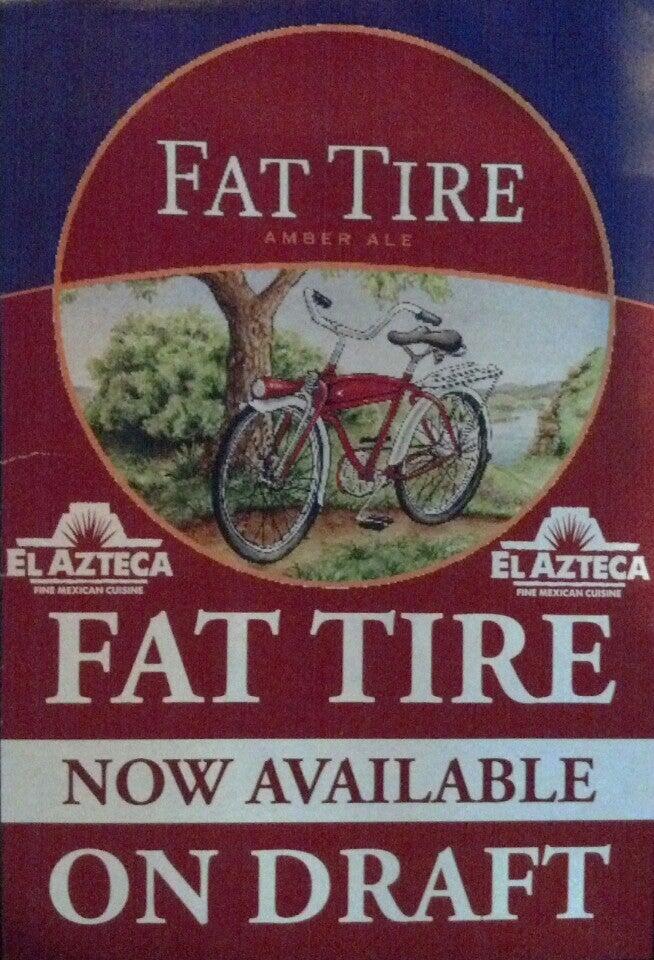 FAT TIRE
AMBER ALE
EL AZTECA
FINE MEXICAN CUISINE
EL AZTECA
FINE MEXICAN CUISINE
FAT TIRE
NOW AVAILABLE
ON DRAFT